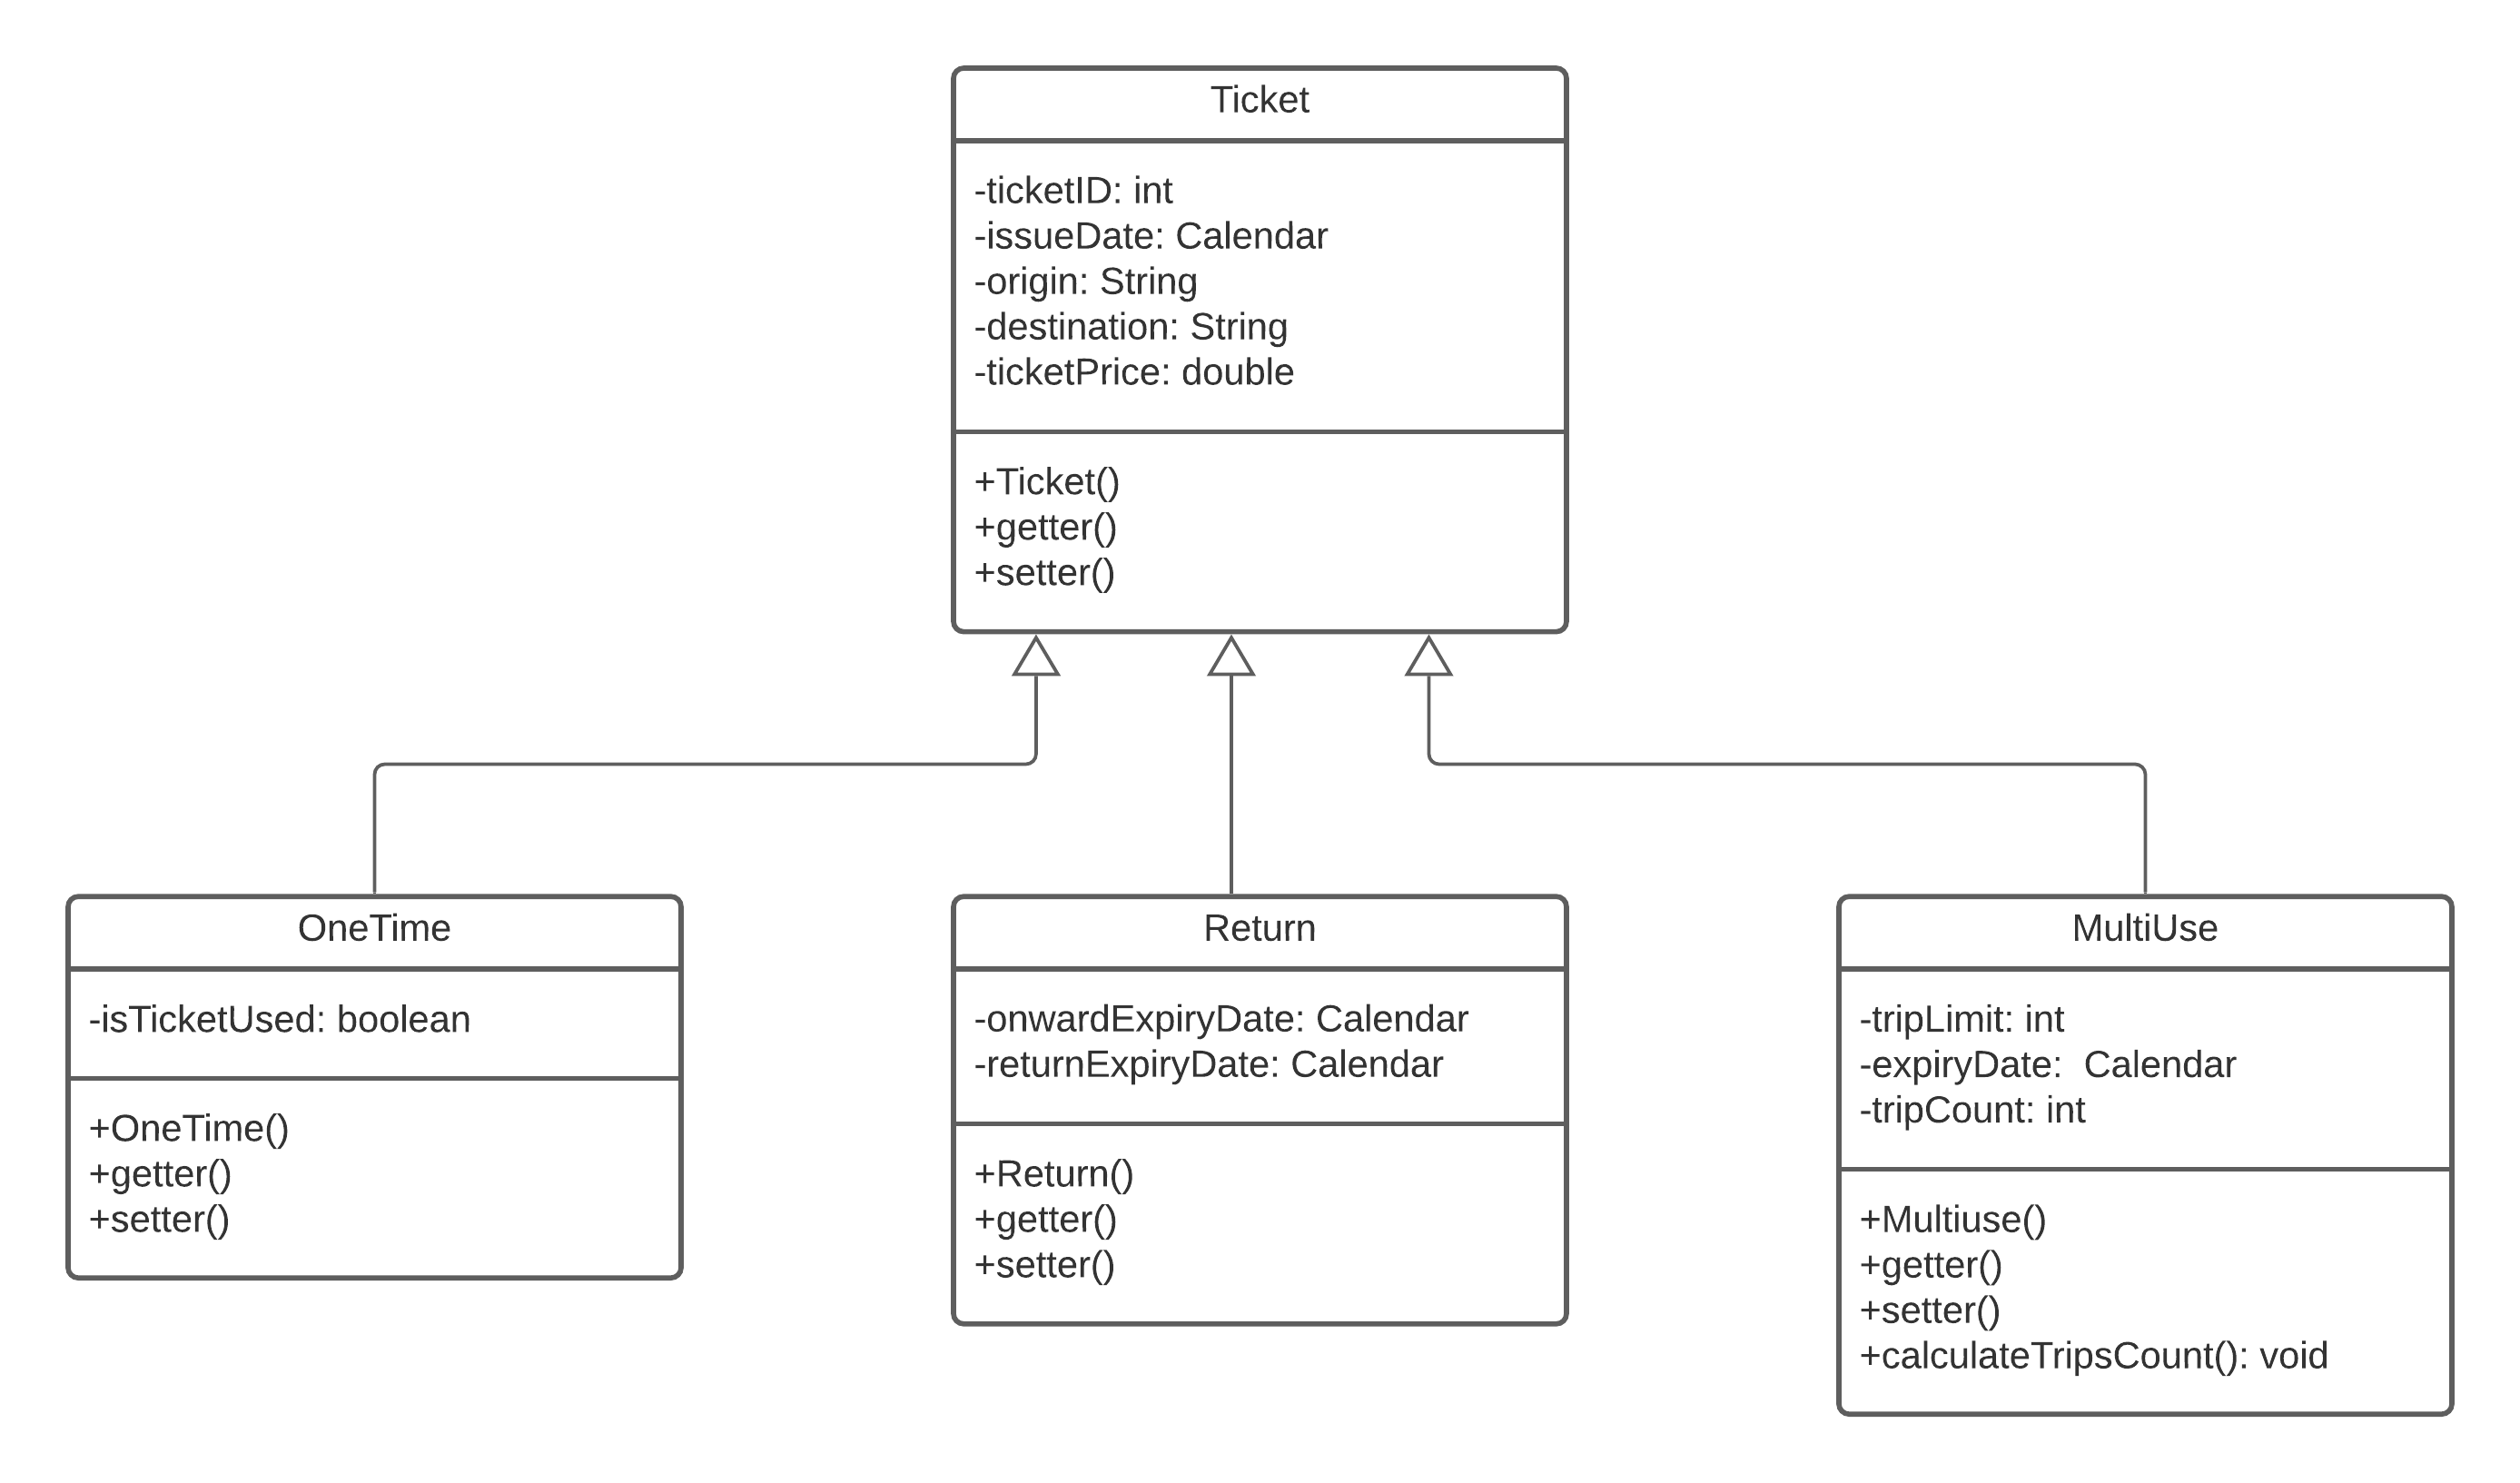 Ticket
-ticketID: int
-issueDate: Calendar
-origin: String
-destination: String
-ticketPrice: double
+Ticket()
+getter()
+setter()
OneTime
-isTicketUsed: boolean
+OneTime()
+getter()
+setter()
Return
-onwardExpiryDate: Calendar
-returnExpiryDate: Calendar
+Return()
+getter()
+setter()
MultiUse
-tripLimit: int
-expiryDate:  Calendar
-tripCount: int
+Multiuse()
+getter()
+setter()
+calculateTripsCount(): void